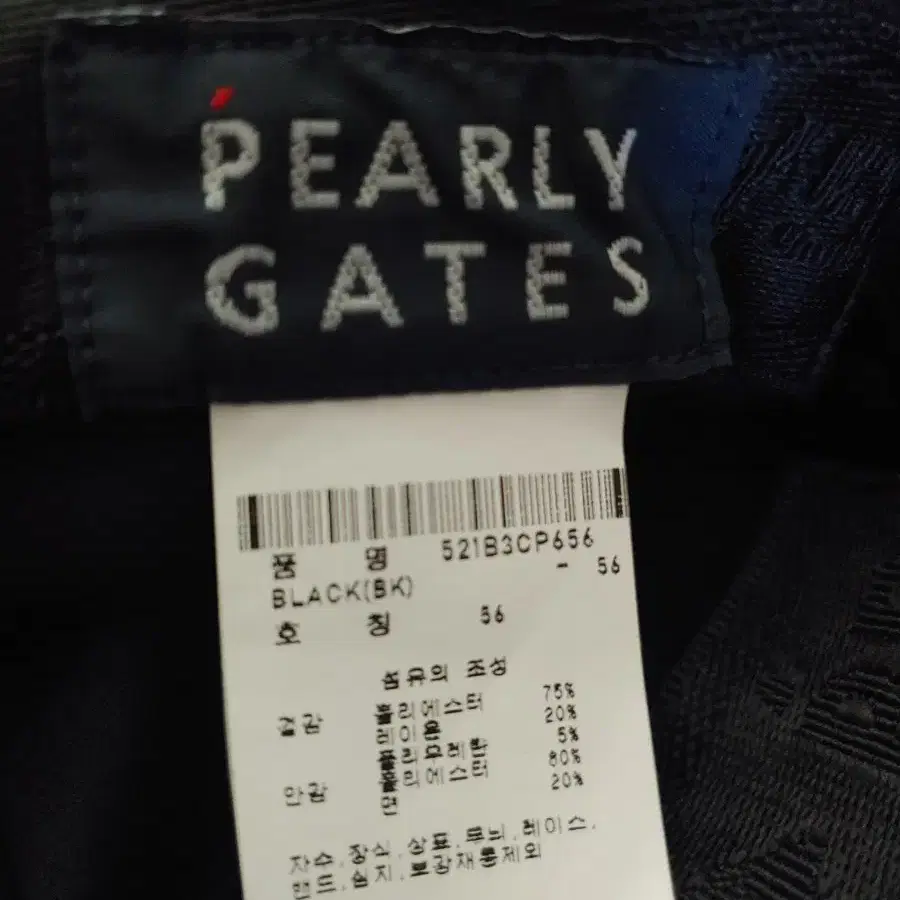 PEARLY
GATES
품 명 521B3CP656
BLACK(BK) - 56
호 칭 56
섬유의 조성
겉감 폴리에스터 75%
레이온 20%
폴리우레탄 5%
안감 폴리에스터 80%
면 20%
자수,장식,상표,무늬,레이스,
밴드,심지,보강재등제외